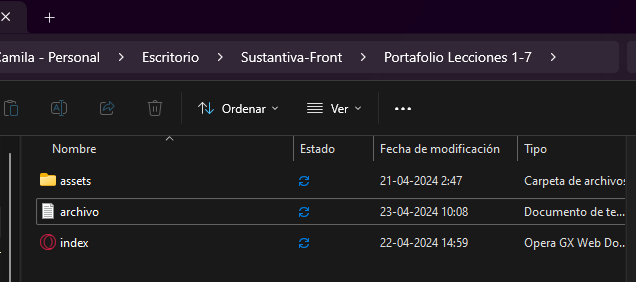 Camila - Personal > Escritorio > Sustantiva-Front > Portafolio Lecciones 1-7 >
Ordenar Ver ...
Nombre Estado Fecha de modificación Tipo
assets 21-04-2024 2:47 Carpeta de archivos
archivo 23-04-2024 10:08 Documento de te...
index 22-04-2024 14:59 Opera GX Web Do...